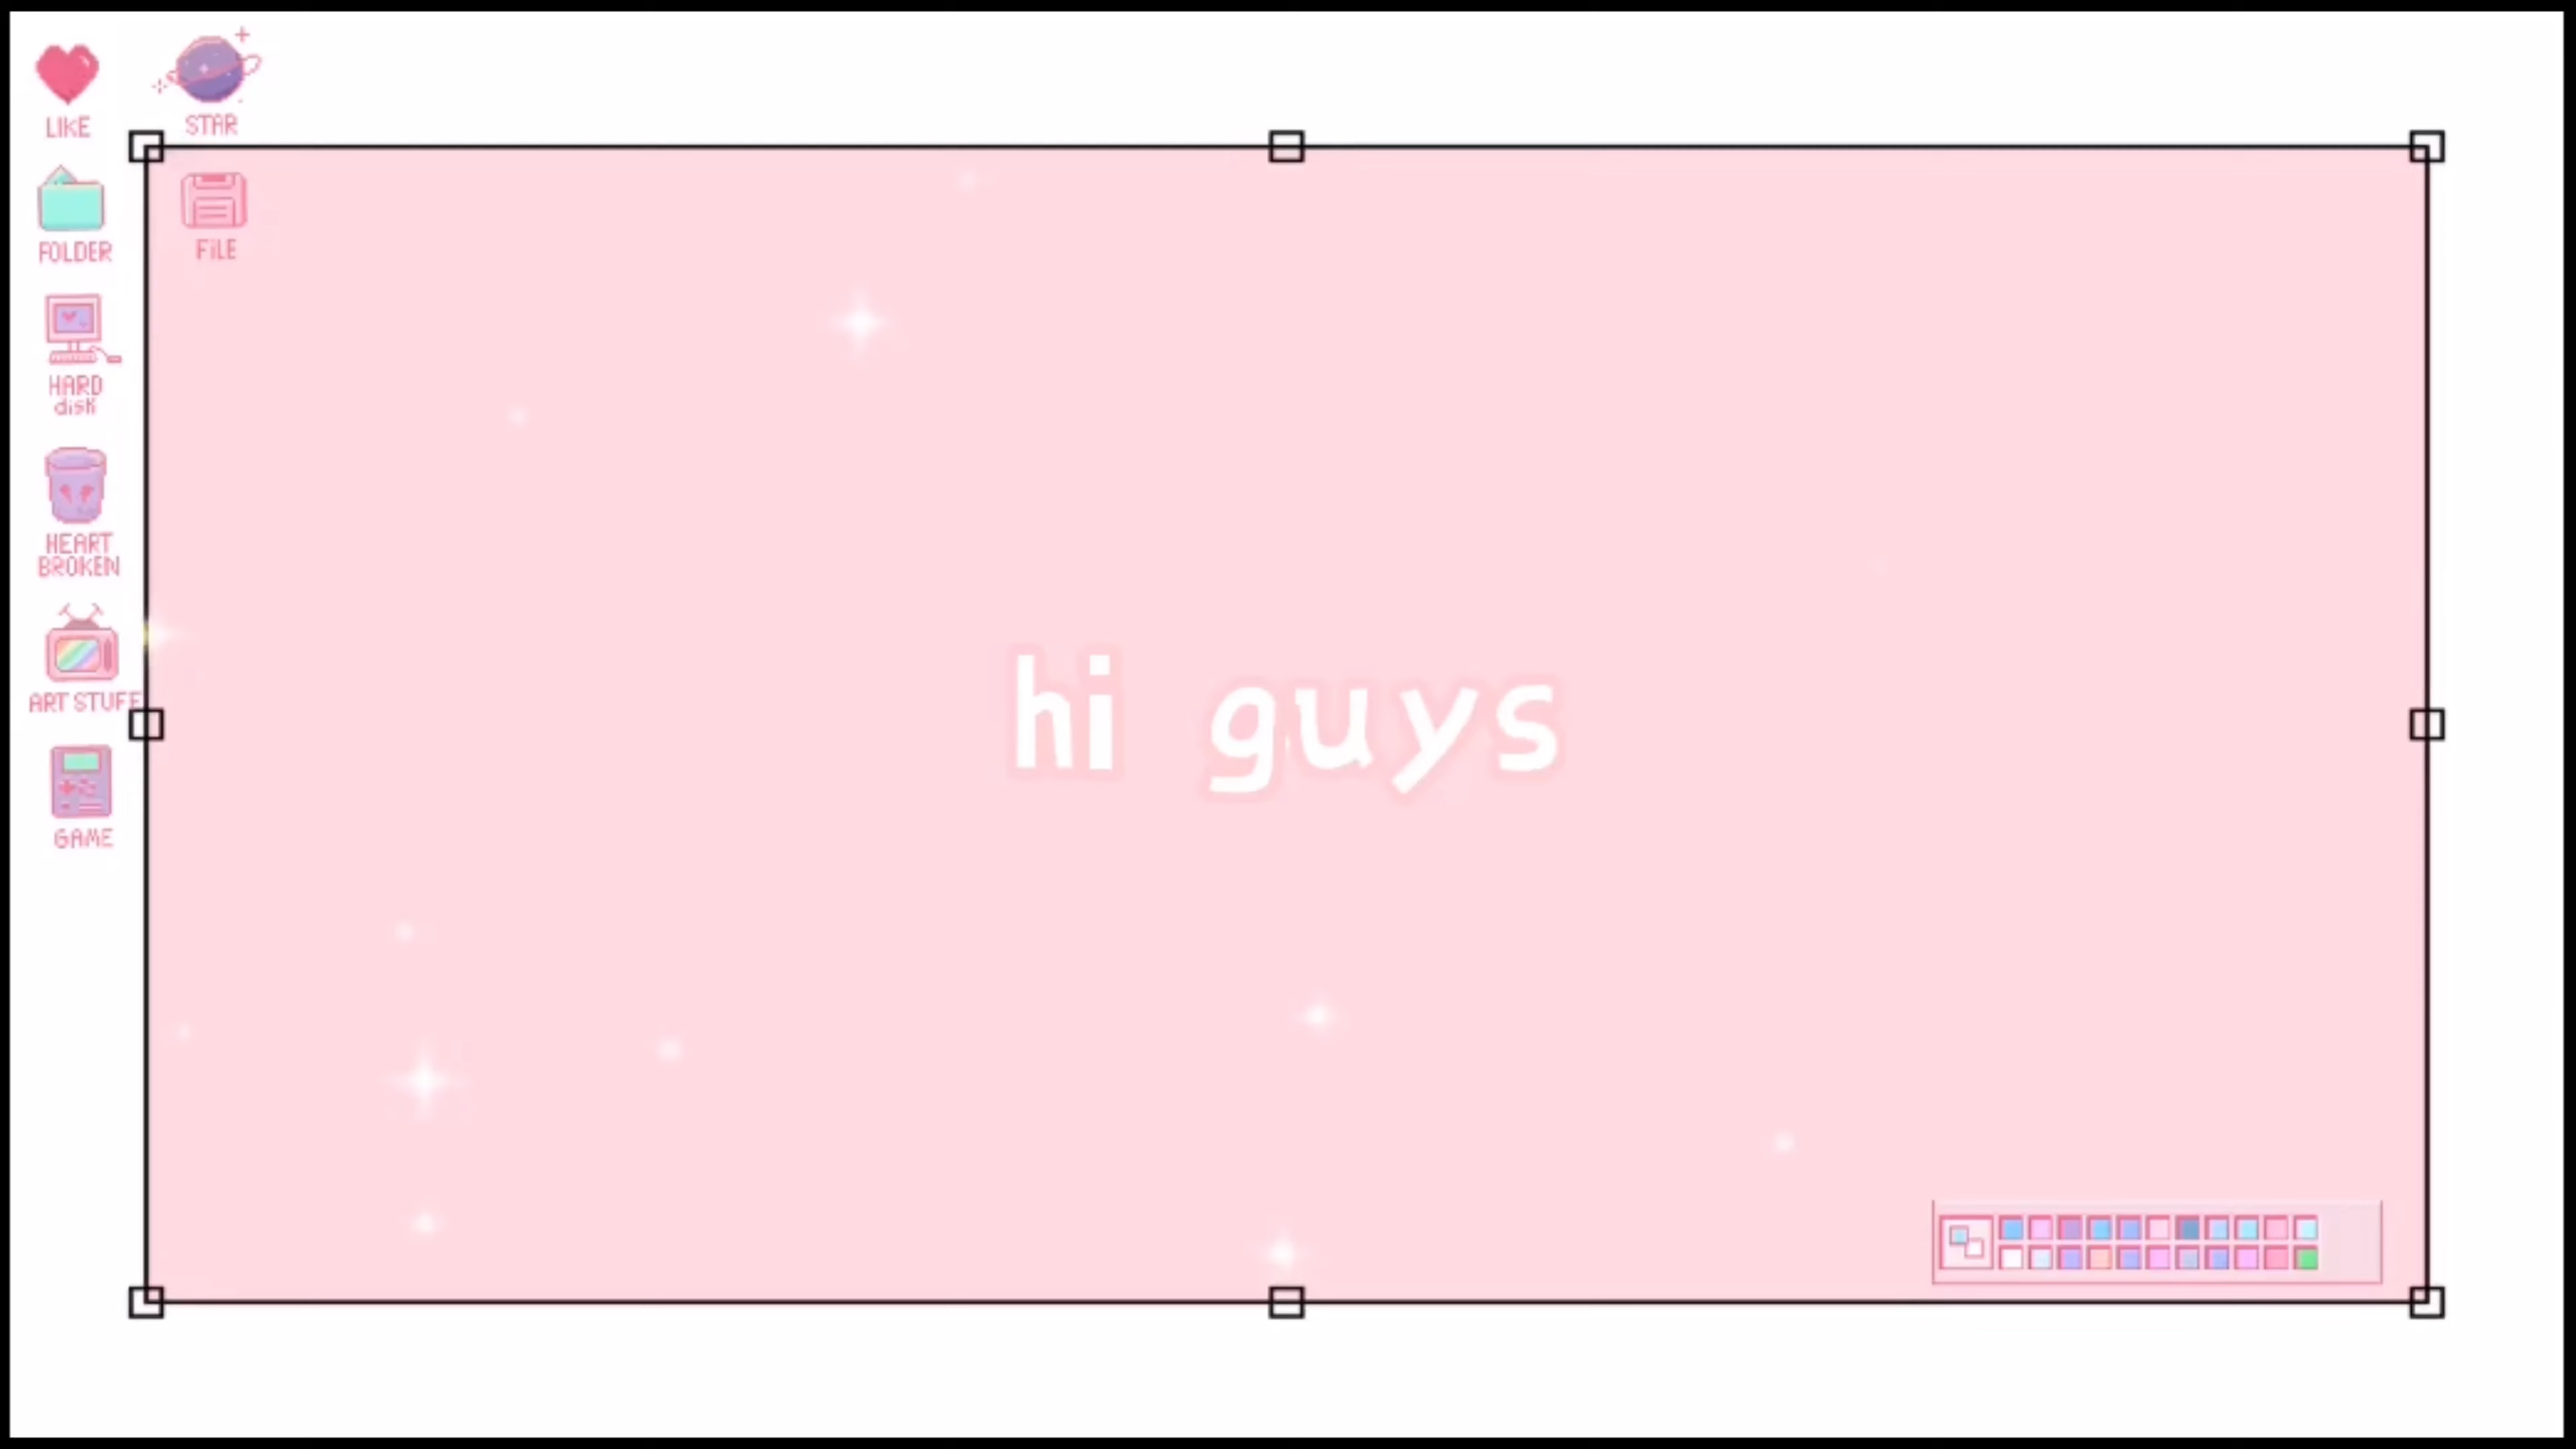 LIKE
STAR
FOLDER
FiLE
HARD
disk
HEART
BROKEN
ART STUFF
GAME
hi guys